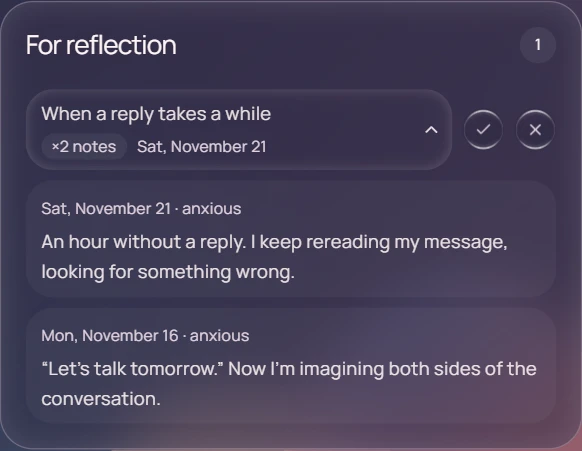 For reflection
1
When a reply takes a while
×2 notes Sat, November 21
Sat, November 21 · anxious
An hour without a reply. I keep rereading my message,
looking for something wrong.
Mon, November 16 · anxious
“Let’s talk tomorrow.” Now I’m imagining both sides of the
conversation.